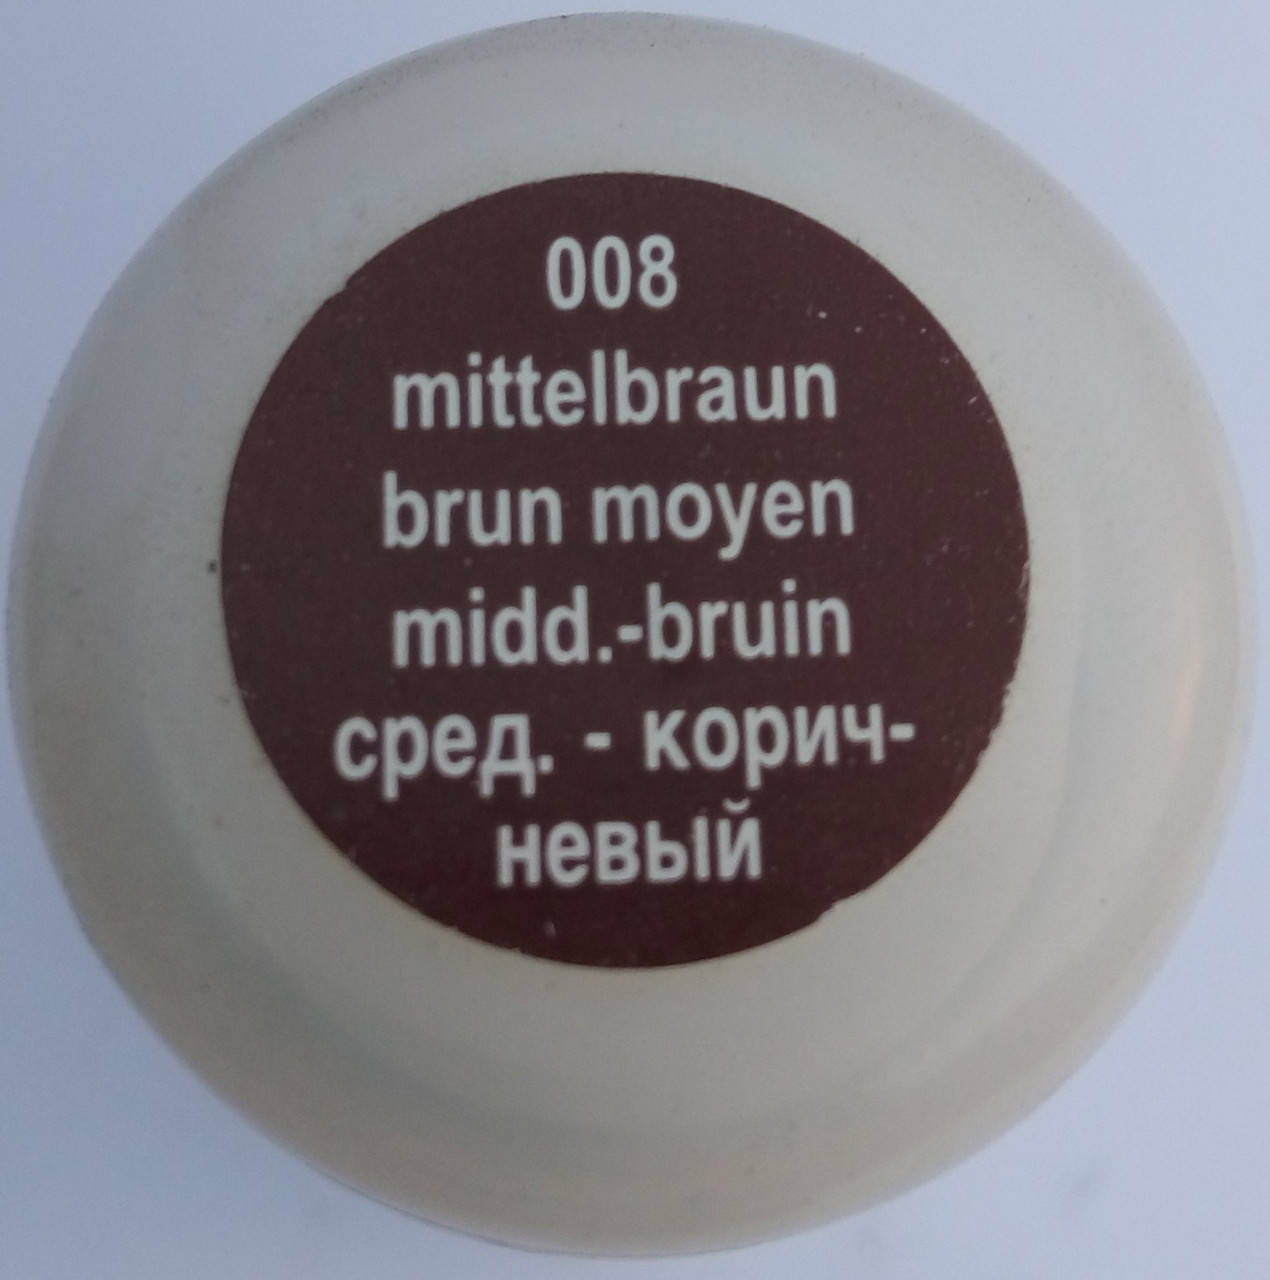 008
mittelbraun
brun moyen
midd.-bruin
сред. - корич-
невый